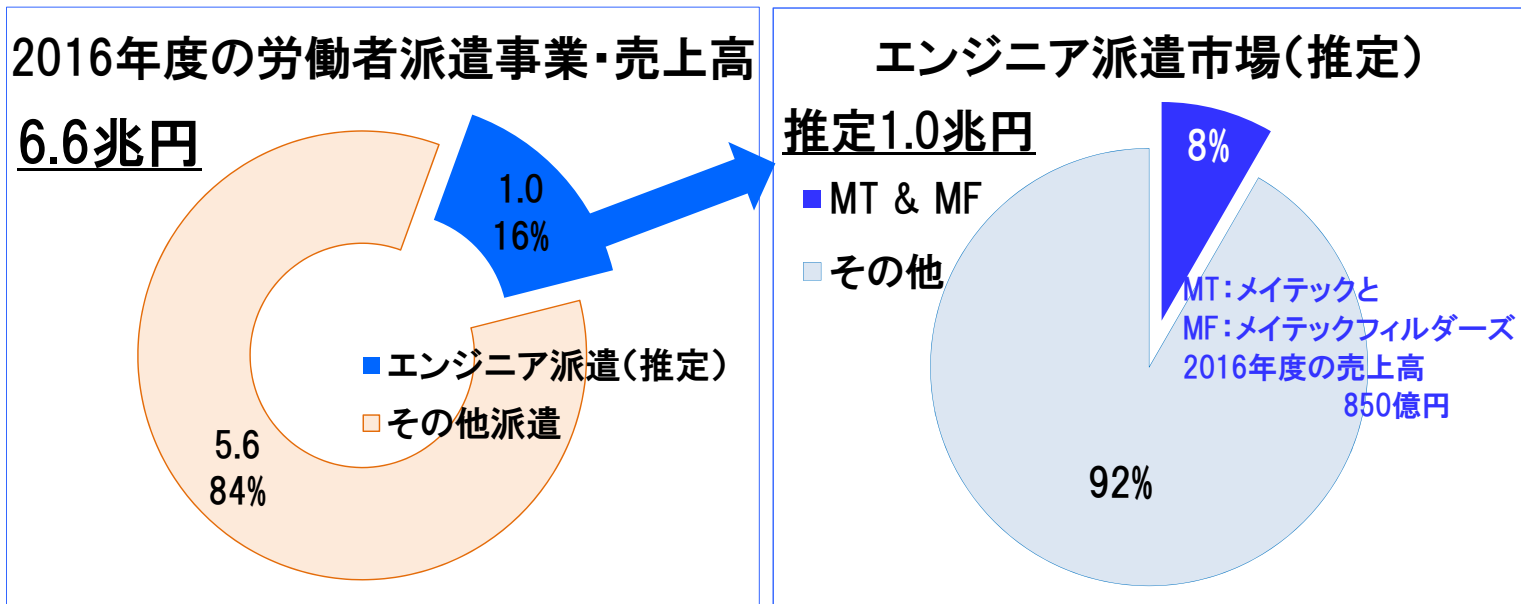 2016年度の労働者派遣事業・売上高
6.6兆円
1.0
16%
エンジニア派遣(推定)
その他派遣
5.6
84%
エンジニア派遣市場(推定)
推定1.0兆円
8%
MT & MF
その他
MT:メイテックと
MF:メイテックフィルダーズ
2016年度の売上高
850億円
92%